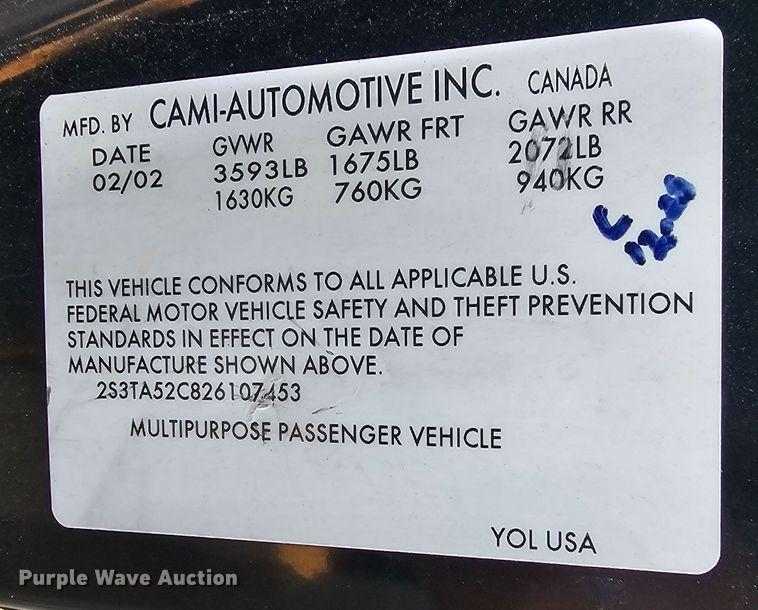 MFD. BY CAMI-AUTOMOTIVE INC. CANADA
DATE GVWR GAWR FRT GAWR RR
02/02 3593LB 1675LB 2072LB
1630KG 760KG 940KG
THIS VEHICLE CONFORMS TO ALL APPLICABLE U.S.
FEDERAL MOTOR VEHICLE SAFETY AND THEFT PREVENTION
STANDARDS IN EFFECT ON THE DATE OF
MANUFACTURE SHOWN ABOVE.
2S3TA52C826107453
MULTIPURPOSE PASSENGER VEHICLE
YOL USA
Purple Wave Auction